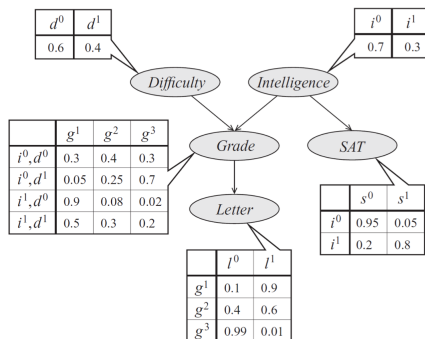 d⁰ d¹
0.6 0.4
i⁰ i¹
0.7 0.3
Difficulty
Intelligence
g¹ g² g³
i⁰,d⁰ 0.3 0.4 0.3
i⁰,d¹ 0.05 0.25 0.7
i¹,d⁰ 0.9 0.08 0.02
i¹,d¹ 0.5 0.3 0.2
Grade
SAT
Letter
s⁰ s¹
i⁰ 0.95 0.05
i¹ 0.2 0.8
l⁰ l¹
g¹ 0.1 0.9
g² 0.4 0.6
g³ 0.99 0.01